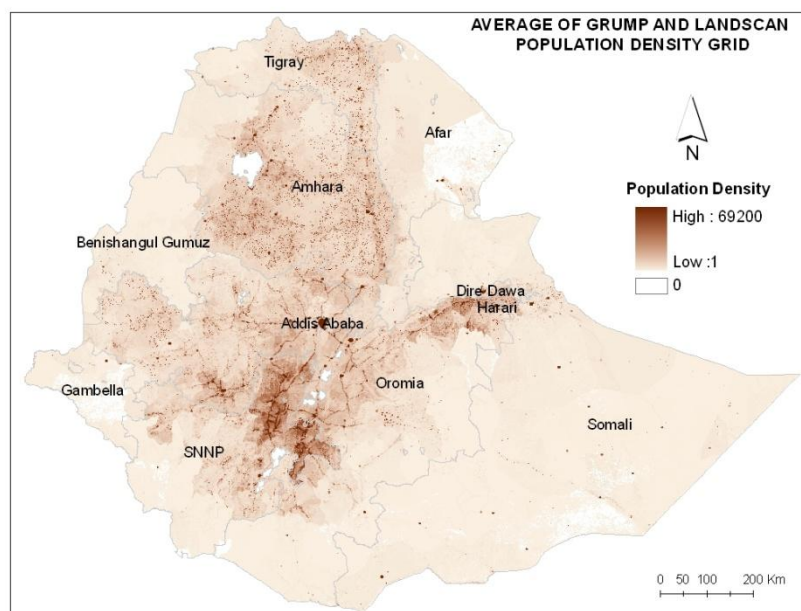 AVERAGE OF GRUMP AND LANDSCAN
POPULATION DENSITY GRID
Tigray
Afar
N
Amhara
Population Density
High : 69200
Low :1
0
Benishangul Gumuz
Dire Dawa
Harari
Addis Ababa
Gambella
Oromia
Somali
SNNP
0 50 100 200 Km